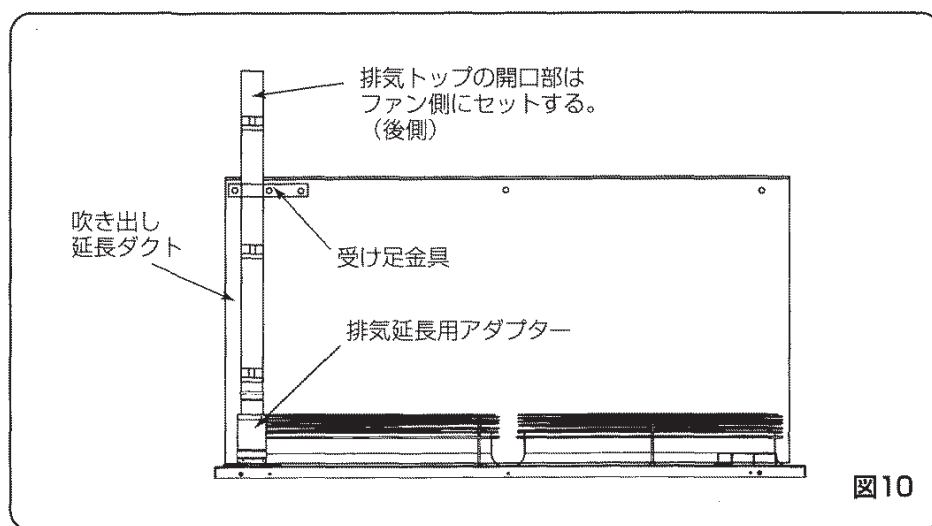 排気トップの開口部は
ファン側にセットする。
（後側）
吹き出し
延長ダクト
受け足金具
排気延長用アダプター
図10